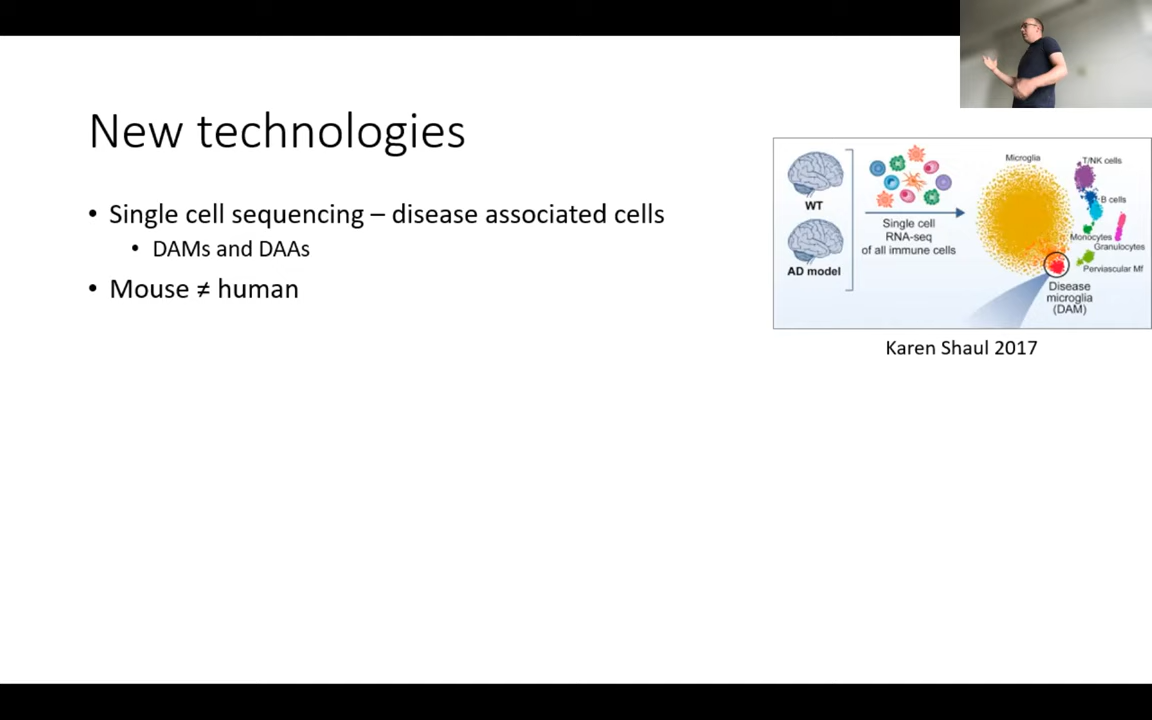 New technologies
• Single cell sequencing – disease associated cells
• DAMs and DAAs
• Mouse ≠ human
WT
AD model
Single cell
RNA-seq
of all immune cells
Microglia
T/NK cells
B cells
Monocytes
Granulocytes
Perviascular Mf
Disease
microglia
(DAM)
Karen Shaul 2017